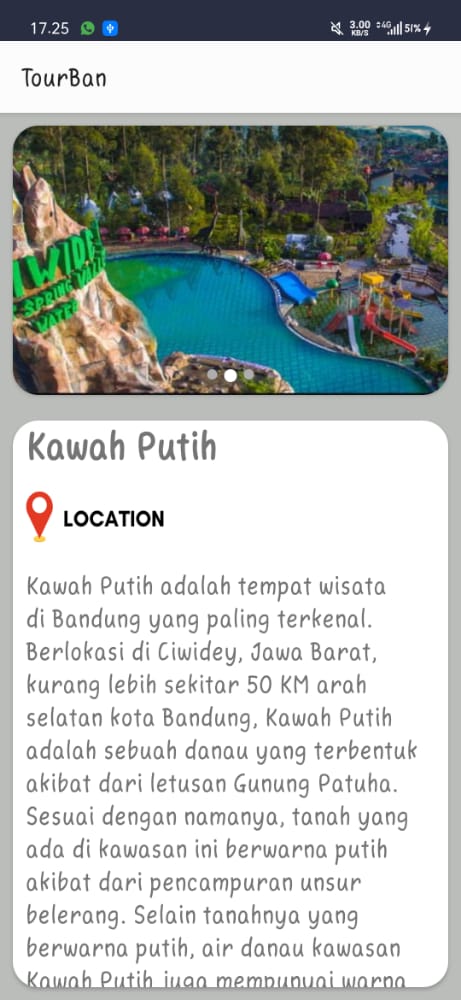 17.25
3.00
KB/S
4G
51%
TourBan
IWIDE
SPRING
WATER
Kawah Putih
LOCATION
Kawah Putih adalah tempat wisata
di Bandung yang paling terkenal.
Berlokasi di Ciwidey, Jawa Barat,
kurang lebih sekitar 50 KM arah
selatan kota Bandung, Kawah Putih
adalah sebuah danau yang terbentuk
akibat dari letusan Gunung Patuha.
Sesuai dengan namanya, tanah yang
ada di kawasan ini berwarna putih
akibat dari pencampuran unsur
belerang. Selain tanahnya yang
berwarna putih, air danau kawasan
Kawah Putih juga mempunyai warna